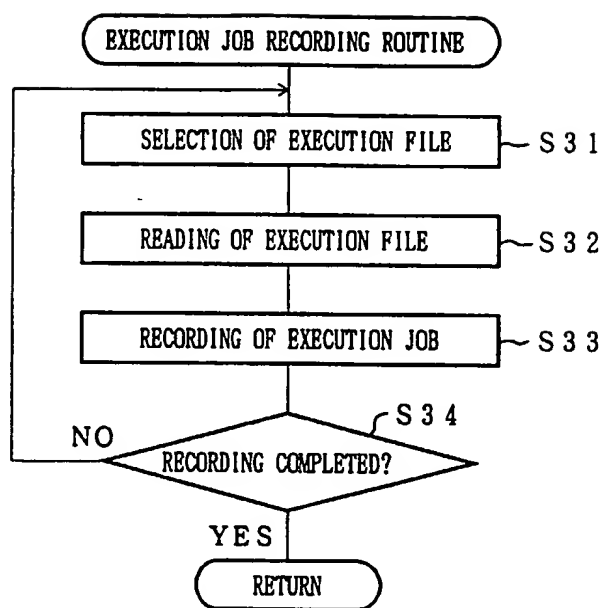 EXECUTION JOB RECORDING ROUTINE
SELECTION OF EXECUTION FILE
S31
READING OF EXECUTION FILE
S32
RECORDING OF EXECUTION JOB
S33
S34
NO
RECORDING COMPLETED?
YES
RETURN